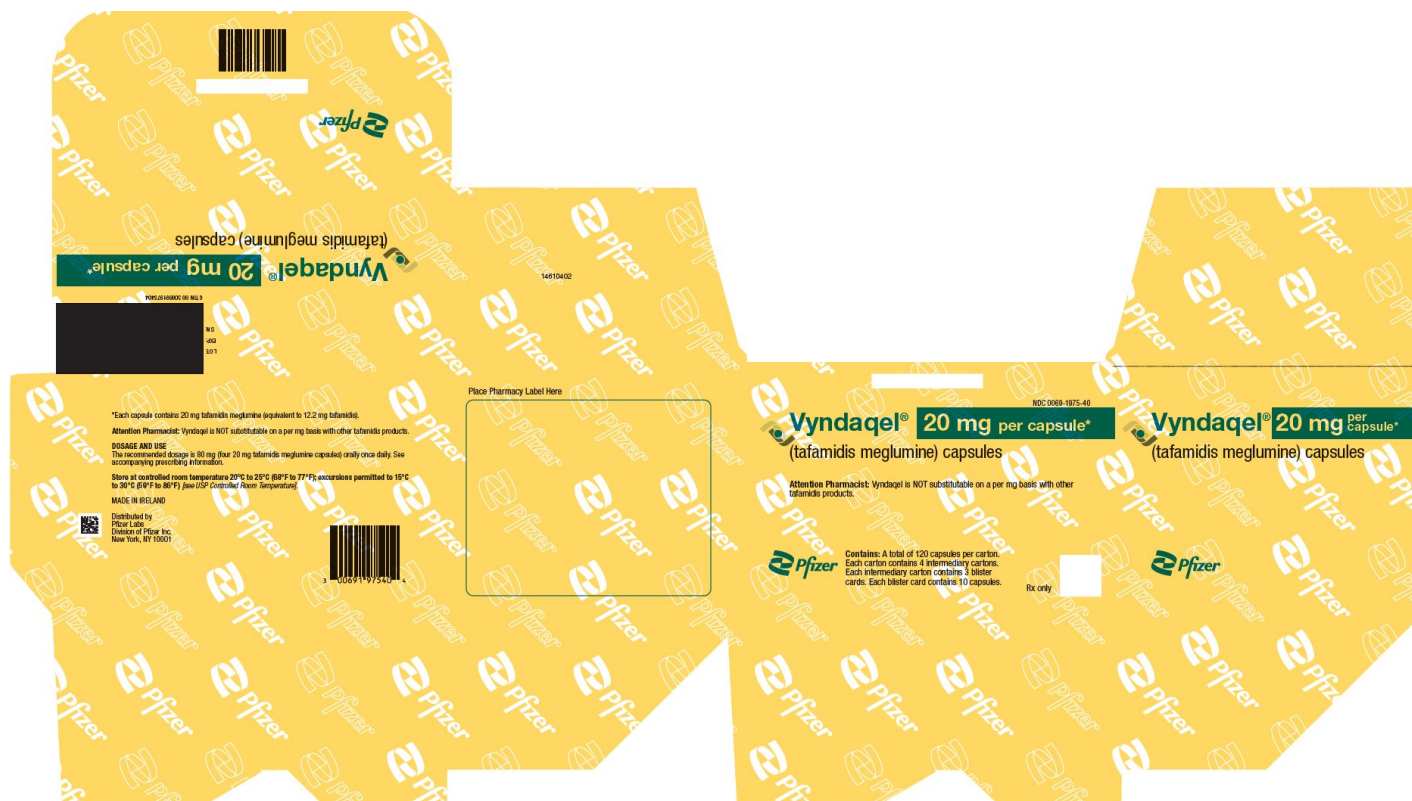 Pfizer
(tafamidis meglumine) capsules
Vyndaqel® 20 mg per capsule*
GTIN 00 300691975404
SN
EXP:
LOT:
14610402
*Each capsule contains 20 mg tafamidis meglumine (equivalent to 12.2 mg tafamidis).
Attention Pharmacist: Vyndaqel is NOT substitutable on a per mg basis with other tafamidis products.
DOSAGE AND USE
The recommended dosage is 80 mg (four 20 mg tafamidis meglumine capsules) orally once daily. See
accompanying prescribing information.
Store at controlled room temperature 20°C to 25°C (68°F to 77°F); excursions permitted to 15°C
to 30°C (59°F to 86°F) [see USP Controlled Room Temperature].
MADE IN IRELAND
Distributed by
Pfizer Labs
Division of Pfizer Inc.
New York, NY 10001
3 00691 97540 4
Place Pharmacy Label Here
NDC 0069-1975-40
Vyndaqel® 20 mg per capsule*
(tafamidis meglumine) capsules
Attention Pharmacist: Vyndaqel is NOT substitutable on a per mg basis with other
tafamidis products.
Pfizer
Contains: A total of 120 capsules per carton.
Each carton contains 4 intermediary cartons.
Each intermediary carton contains 3 blister
cards. Each blister card contains 10 capsules.
Rx only
Vyndaqel® 20 mg per
capsule*
(tafamidis meglumine) capsules
Pfizer